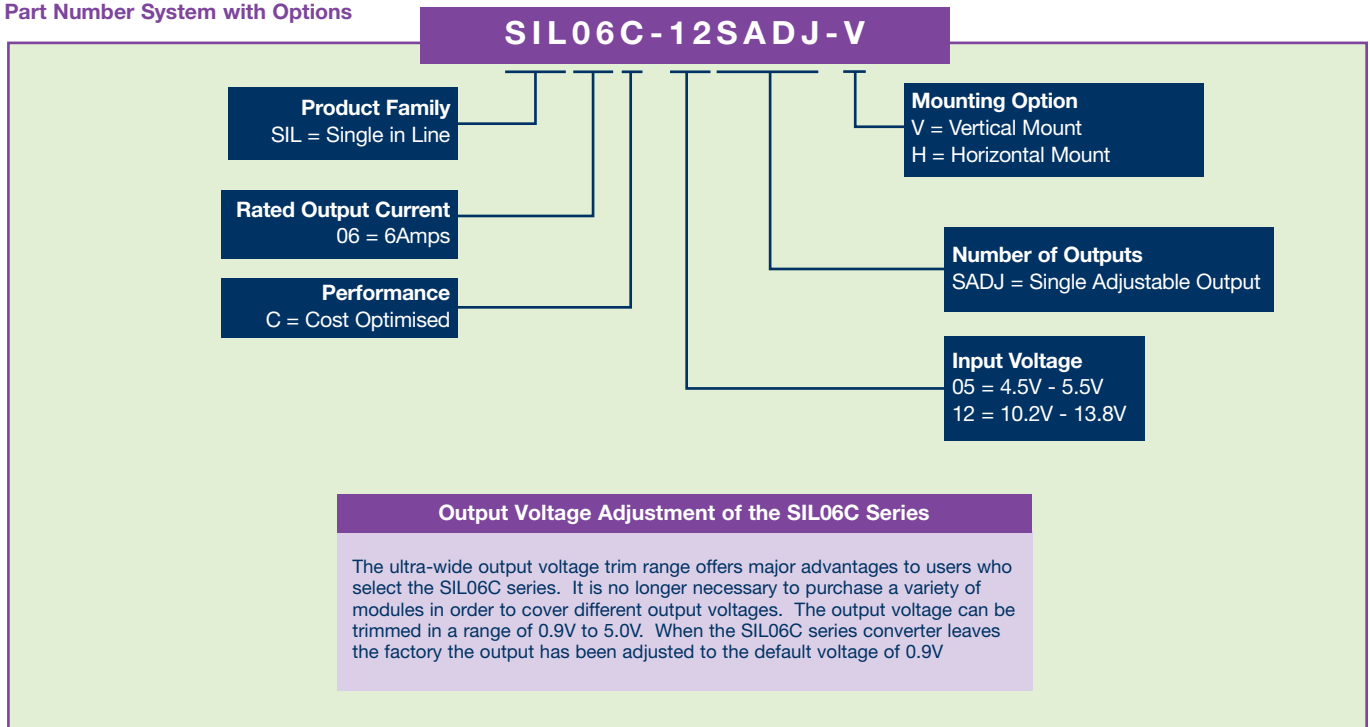 Part Number System with Options
SIL06C-12SADJ-V
Product Family
SIL = Single in Line
Rated Output Current
06 = 6Amps
Performance
C = Cost Optimised
Mounting Option
V = Vertical Mount
H = Horizontal Mount
Number of Outputs
SADJ = Single Adjustable Output
Input Voltage
05 = 4.5V - 5.5V
12 = 10.2V - 13.8V
Output Voltage Adjustment of the SIL06C Series
The ultra-wide output voltage trim range offers major advantages to users who
select the SIL06C series. It is no longer necessary to purchase a variety of
modules in order to cover different output voltages. The output voltage can be
trimmed in a range of 0.9V to 5.0V. When the SIL06C series converter leaves
the factory the output has been adjusted to the default voltage of 0.9V